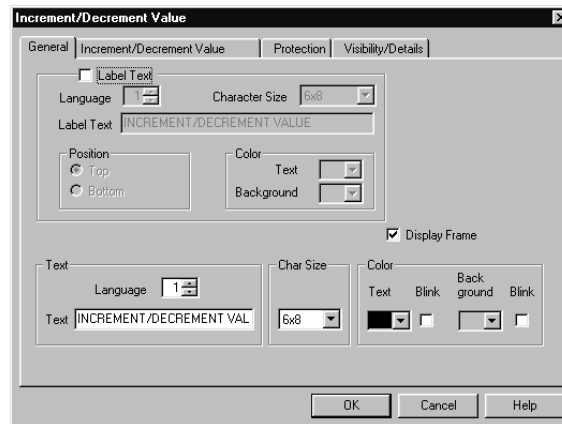 Increment/Decrement Value
General Increment/Decrement Value Protection Visibility/Details
Label Text
Language 1 Character Size 6x8
Label Text INCREMENT/DECREMENT VALUE
Position Color
Top Text
Bottom Background
Display Frame
Text Char Size Color
Language 1 Text Blink Back ground Blink
Text INCREMENT/DECREMENT VAL 6x8
OK Cancel Help